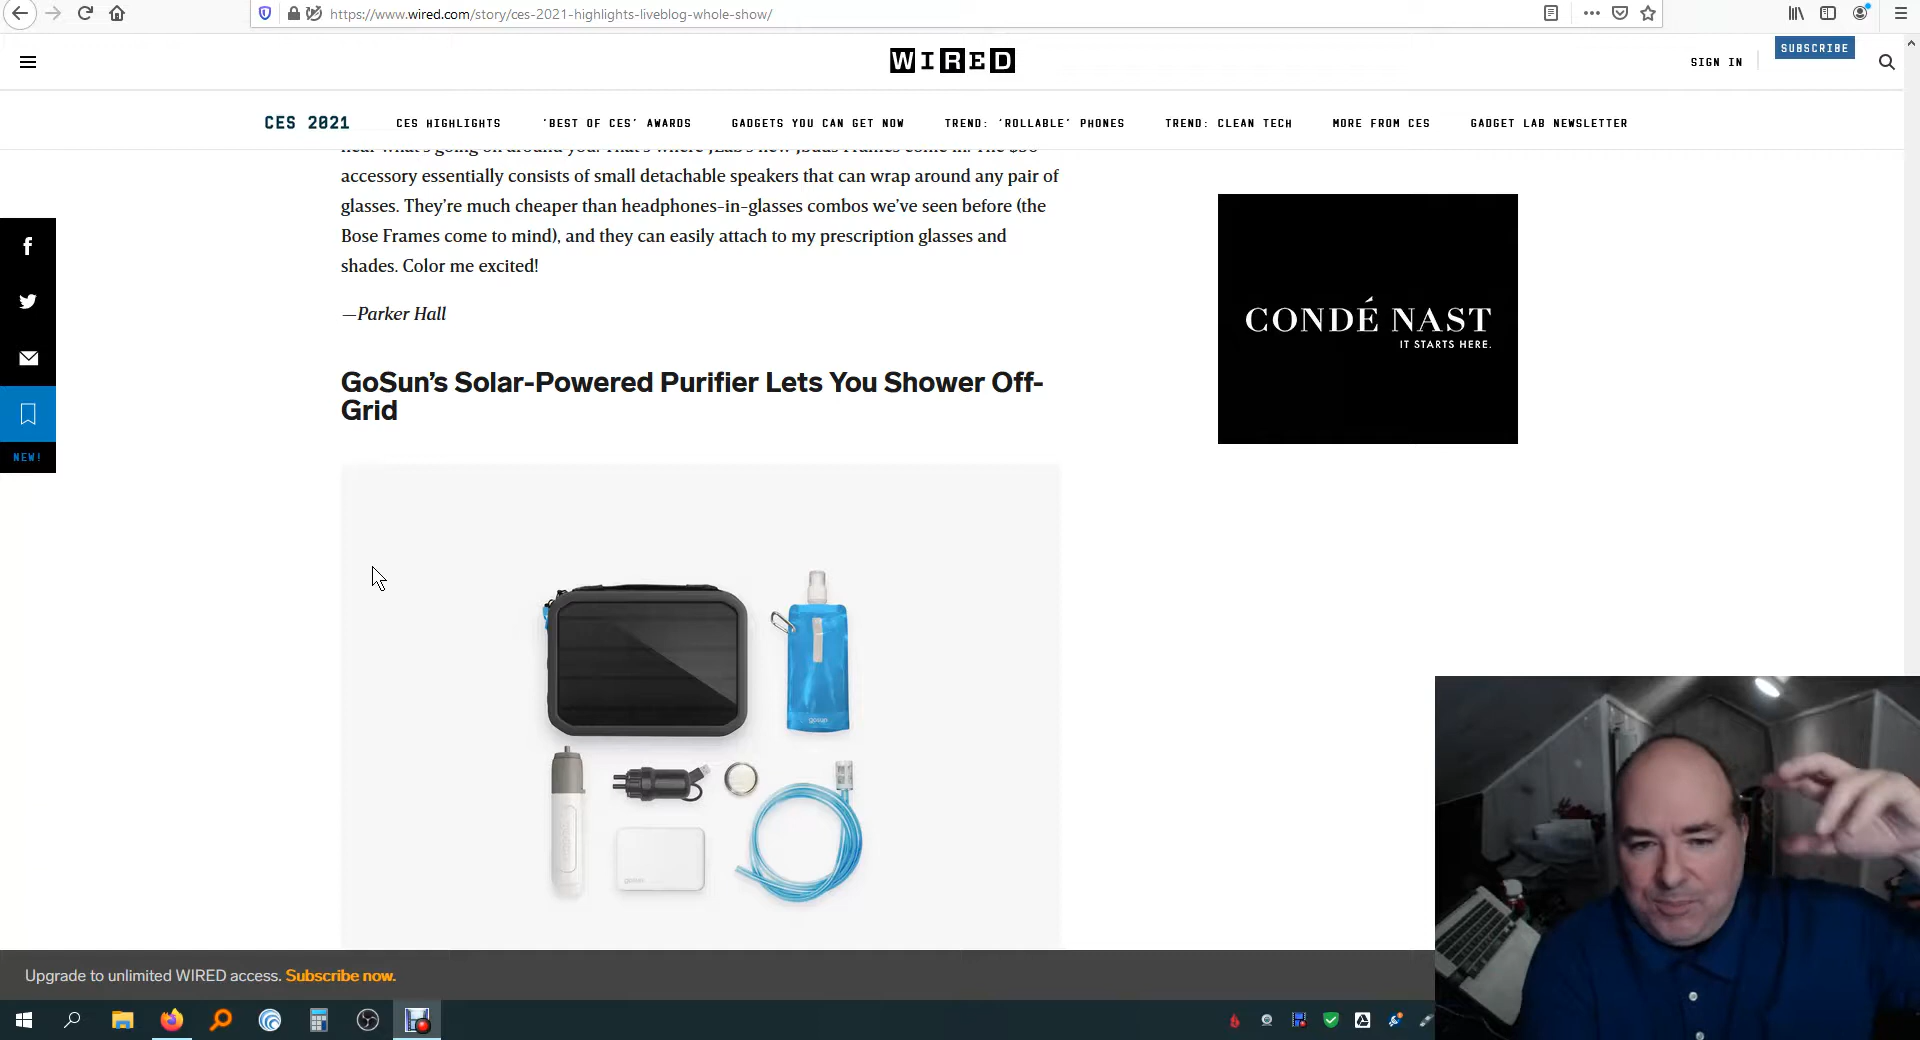 https://www.wired.com/story/ces-2021-highlights-liveblog-whole-show/
WIRED
SIGN IN
SUBSCRIBE
CES 2021
CES HIGHLIGHTS
'BEST OF CES' AWARDS
GADGETS YOU CAN GET NOW
TREND: 'ROLLABLE' PHONES
TREND: CLEAN TECH
MORE FROM CES
GADGET LAB NEWSLETTER
accessory essentially consists of small detachable speakers that can wrap around any pair of
glasses. They're much cheaper than headphones-in-glasses combos we've seen before (the
Bose Frames come to mind), and they can easily attach to my prescription glasses and
shades. Color me excited!
—Parker Hall
GoSun's Solar-Powered Purifier Lets You Shower Off-
Grid
gosun
gosun
NEW!
CONDÉ NAST
IT STARTS HERE.
Upgrade to unlimited WIRED access. Subscribe now.